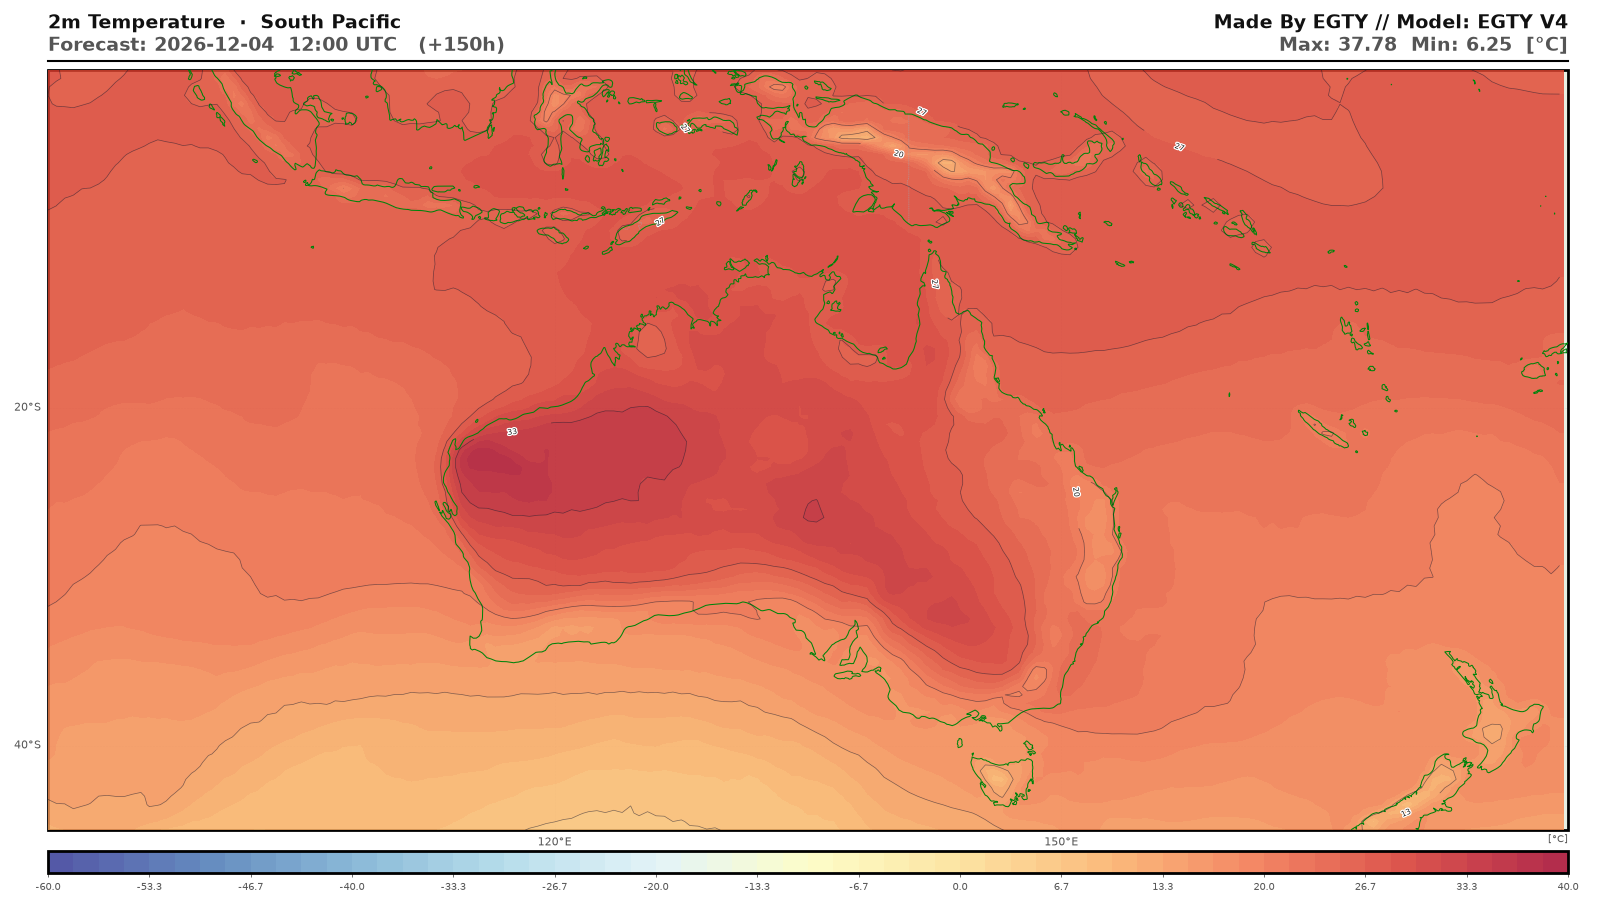 2m Temperature · South Pacific
Made By EGTY // Model: EGTY V4
Forecast: 2026-12-04 12:00 UTC (+150h)
Max: 37.78 Min: 6.25 [°C]
27
27
20
27
27
27
20°S
33
20
40°S
13
120°E
150°E
[°C]
-60.0
-53.3
-46.7
-40.0
-33.3
-26.7
-20.0
-13.3
-6.7
0.0
6.7
13.3
20.0
26.7
33.3
40.0